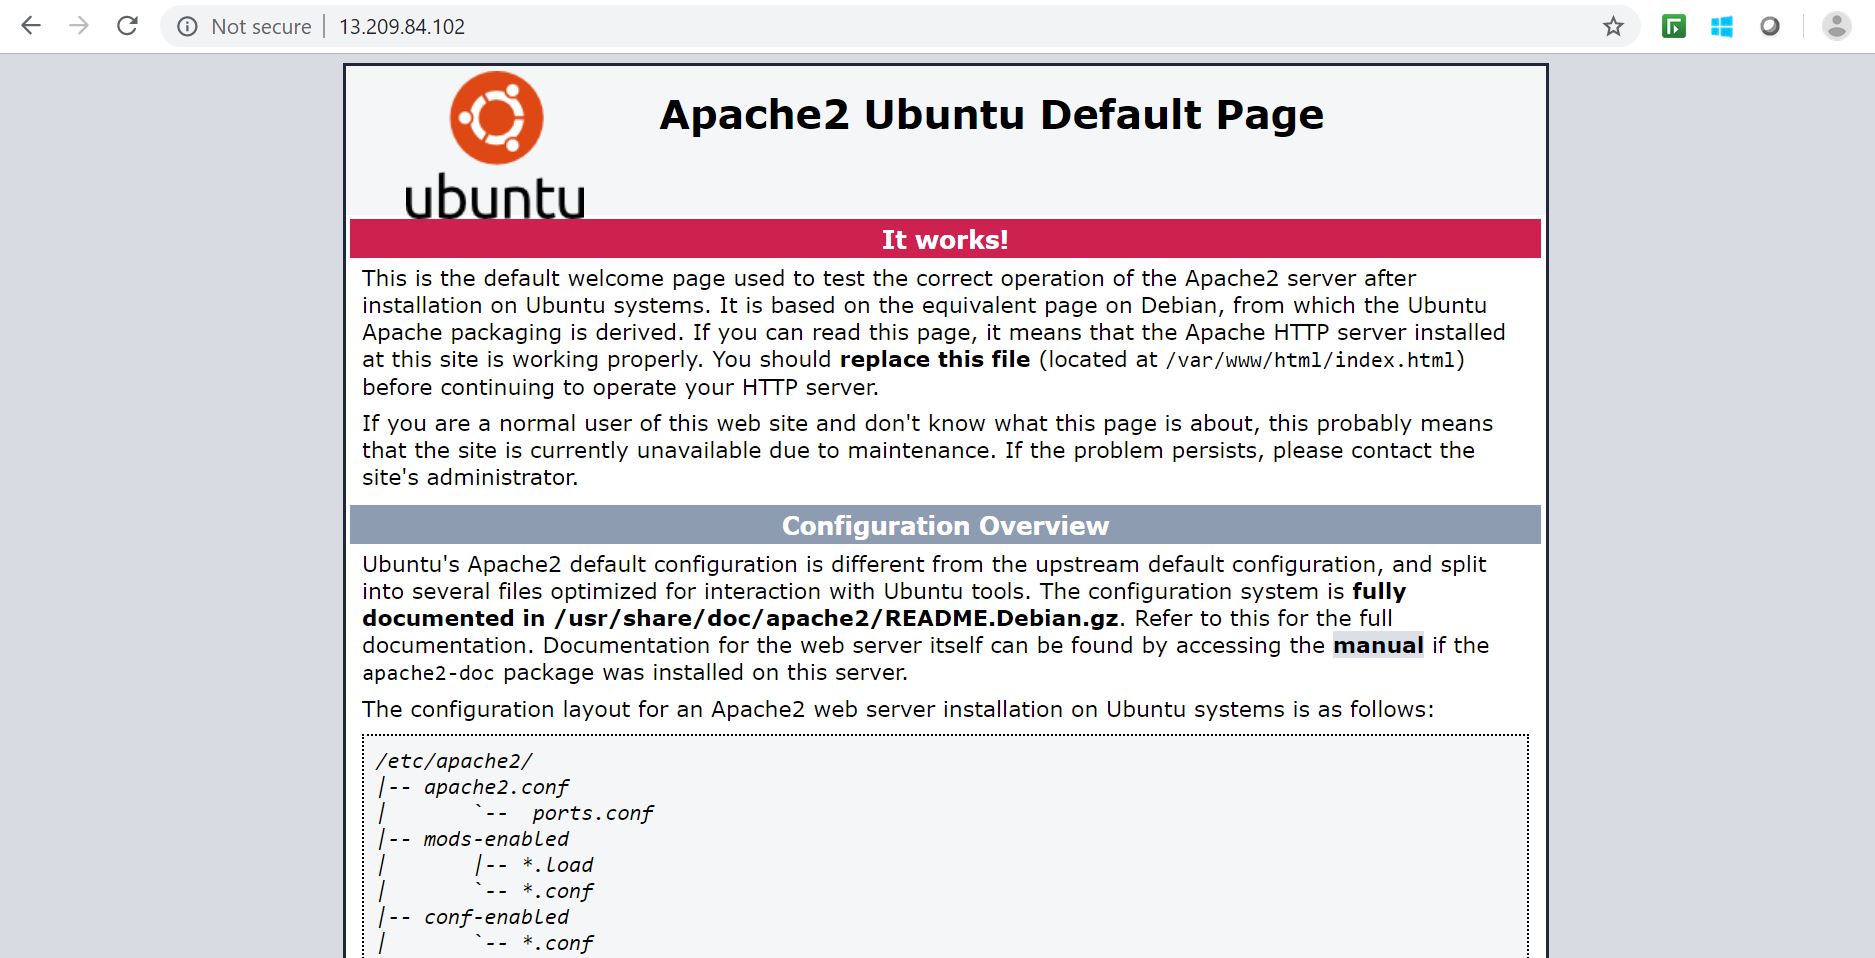 Not secure | 13.209.84.102
ubuntu
Apache2 Ubuntu Default Page
It works!
This is the default welcome page used to test the correct operation of the Apache2 server after
installation on Ubuntu systems. It is based on the equivalent page on Debian, from which the Ubuntu
Apache packaging is derived. If you can read this page, it means that the Apache HTTP server installed
at this site is working properly. You should replace this file (located at /var/www/html/index.html)
before continuing to operate your HTTP server.
If you are a normal user of this web site and don't know what this page is about, this probably means
that the site is currently unavailable due to maintenance. If the problem persists, please contact the
site's administrator.
Configuration Overview
Ubuntu's Apache2 default configuration is different from the upstream default configuration, and split
into several files optimized for interaction with Ubuntu tools. The configuration system is fully
documented in /usr/share/doc/apache2/README.Debian.gz. Refer to this for the full
documentation. Documentation for the web server itself can be found by accessing the manual if the
apache2-doc package was installed on this server.
The configuration layout for an Apache2 web server installation on Ubuntu systems is as follows:
/etc/apache2/
|-- apache2.conf
|       `--  ports.conf
|-- mods-enabled
|       |-- *.load
|       `-- *.conf
|-- conf-enabled
|       `-- *.conf